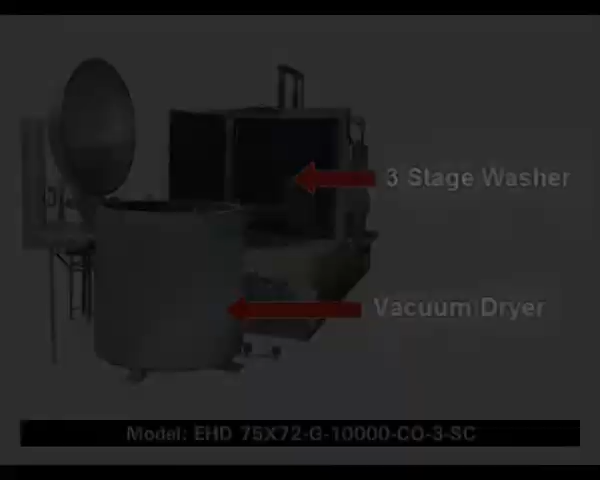 3 Stage Washer
Vacuum Dryer
Model: EHD 75X72-G-10000-CO-3-SC